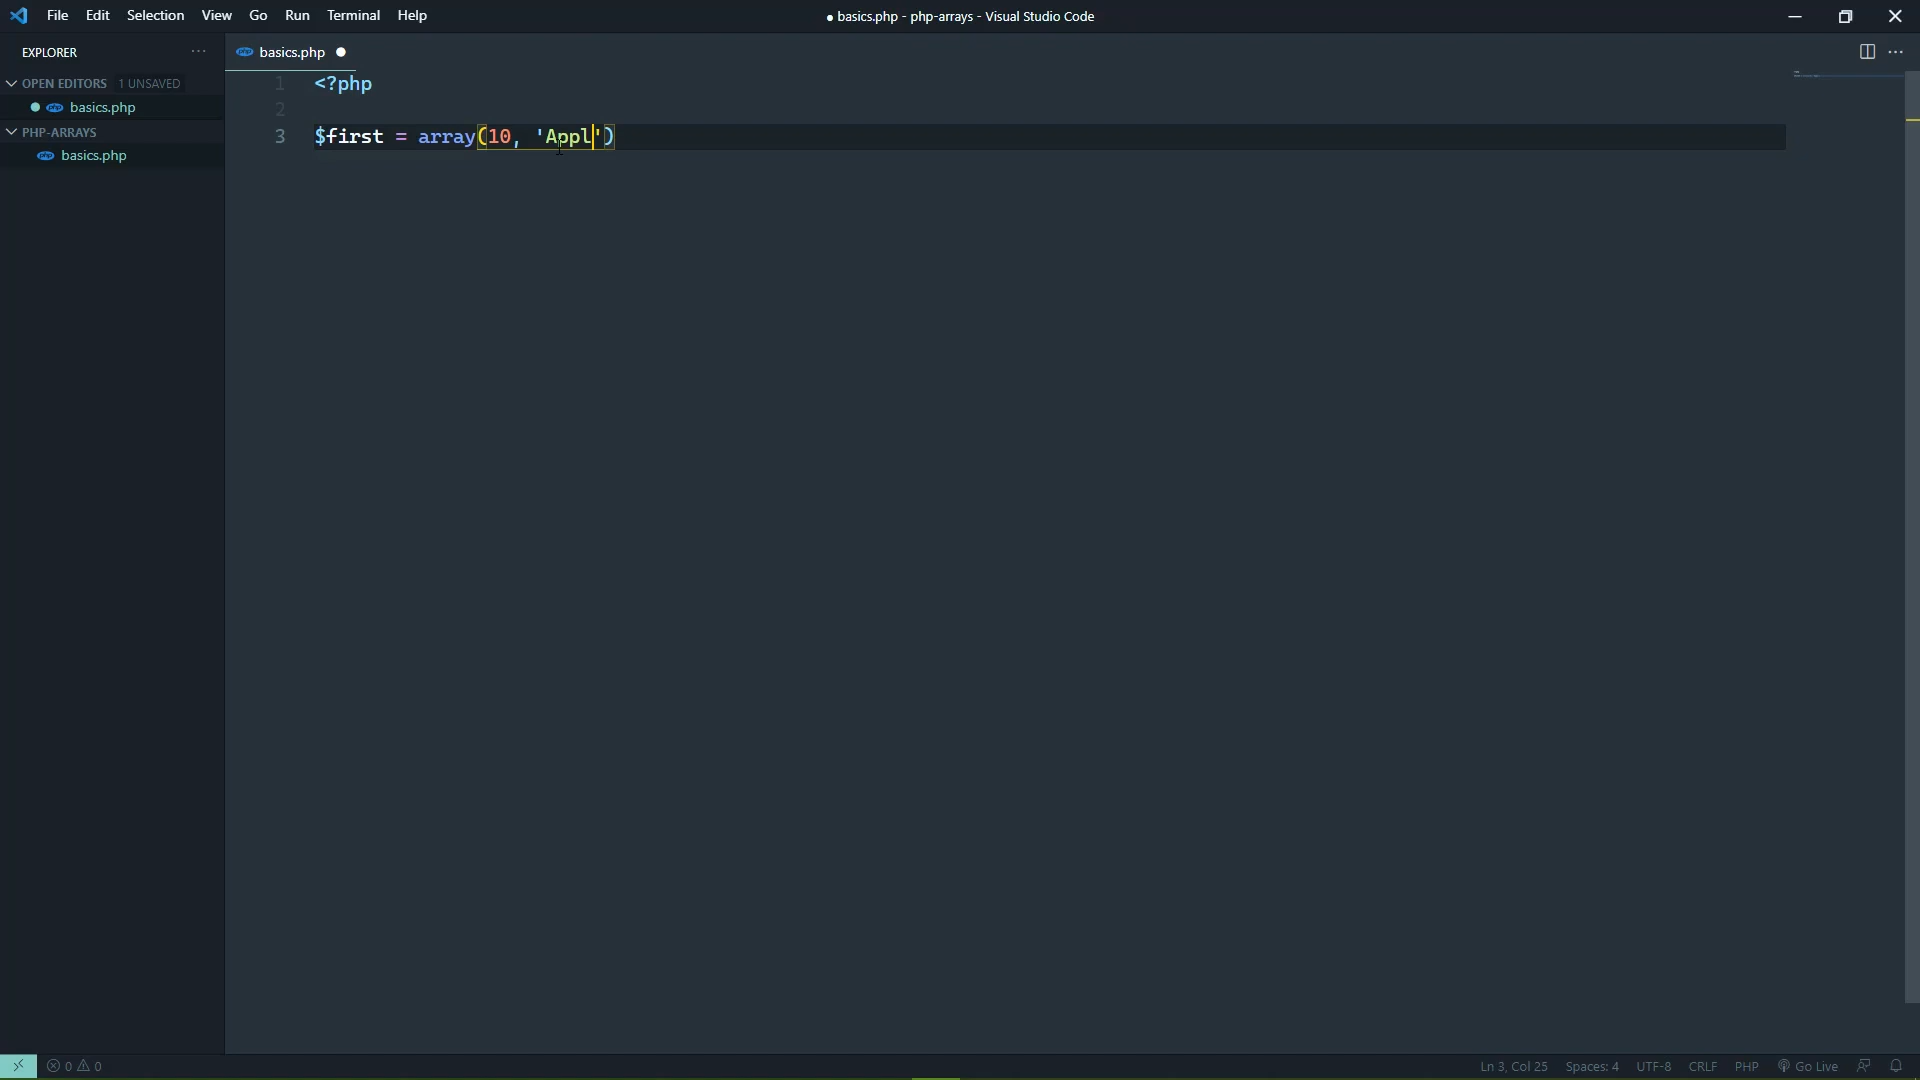 File Edit Selection View Go Run Terminal Help
● basics.php - php-arrays - Visual Studio Code
EXPLORER
basics.php
OPEN EDITORS 1 UNSAVED
basics.php
PHP-ARRAYS
basics.php
1 <?php
2
3 $first = array(10, 'Appl')
0 0
Ln 3, Col 25 Spaces: 4 UTF-8 CRLF PHP Go Live